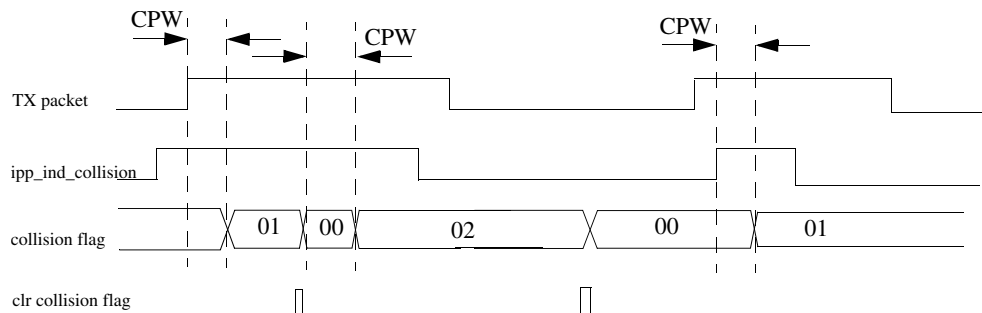 CPW
CPW
CPW
TX packet
ipp_ind_collision
collision flag
01
00
02
00
01
clr collision flag